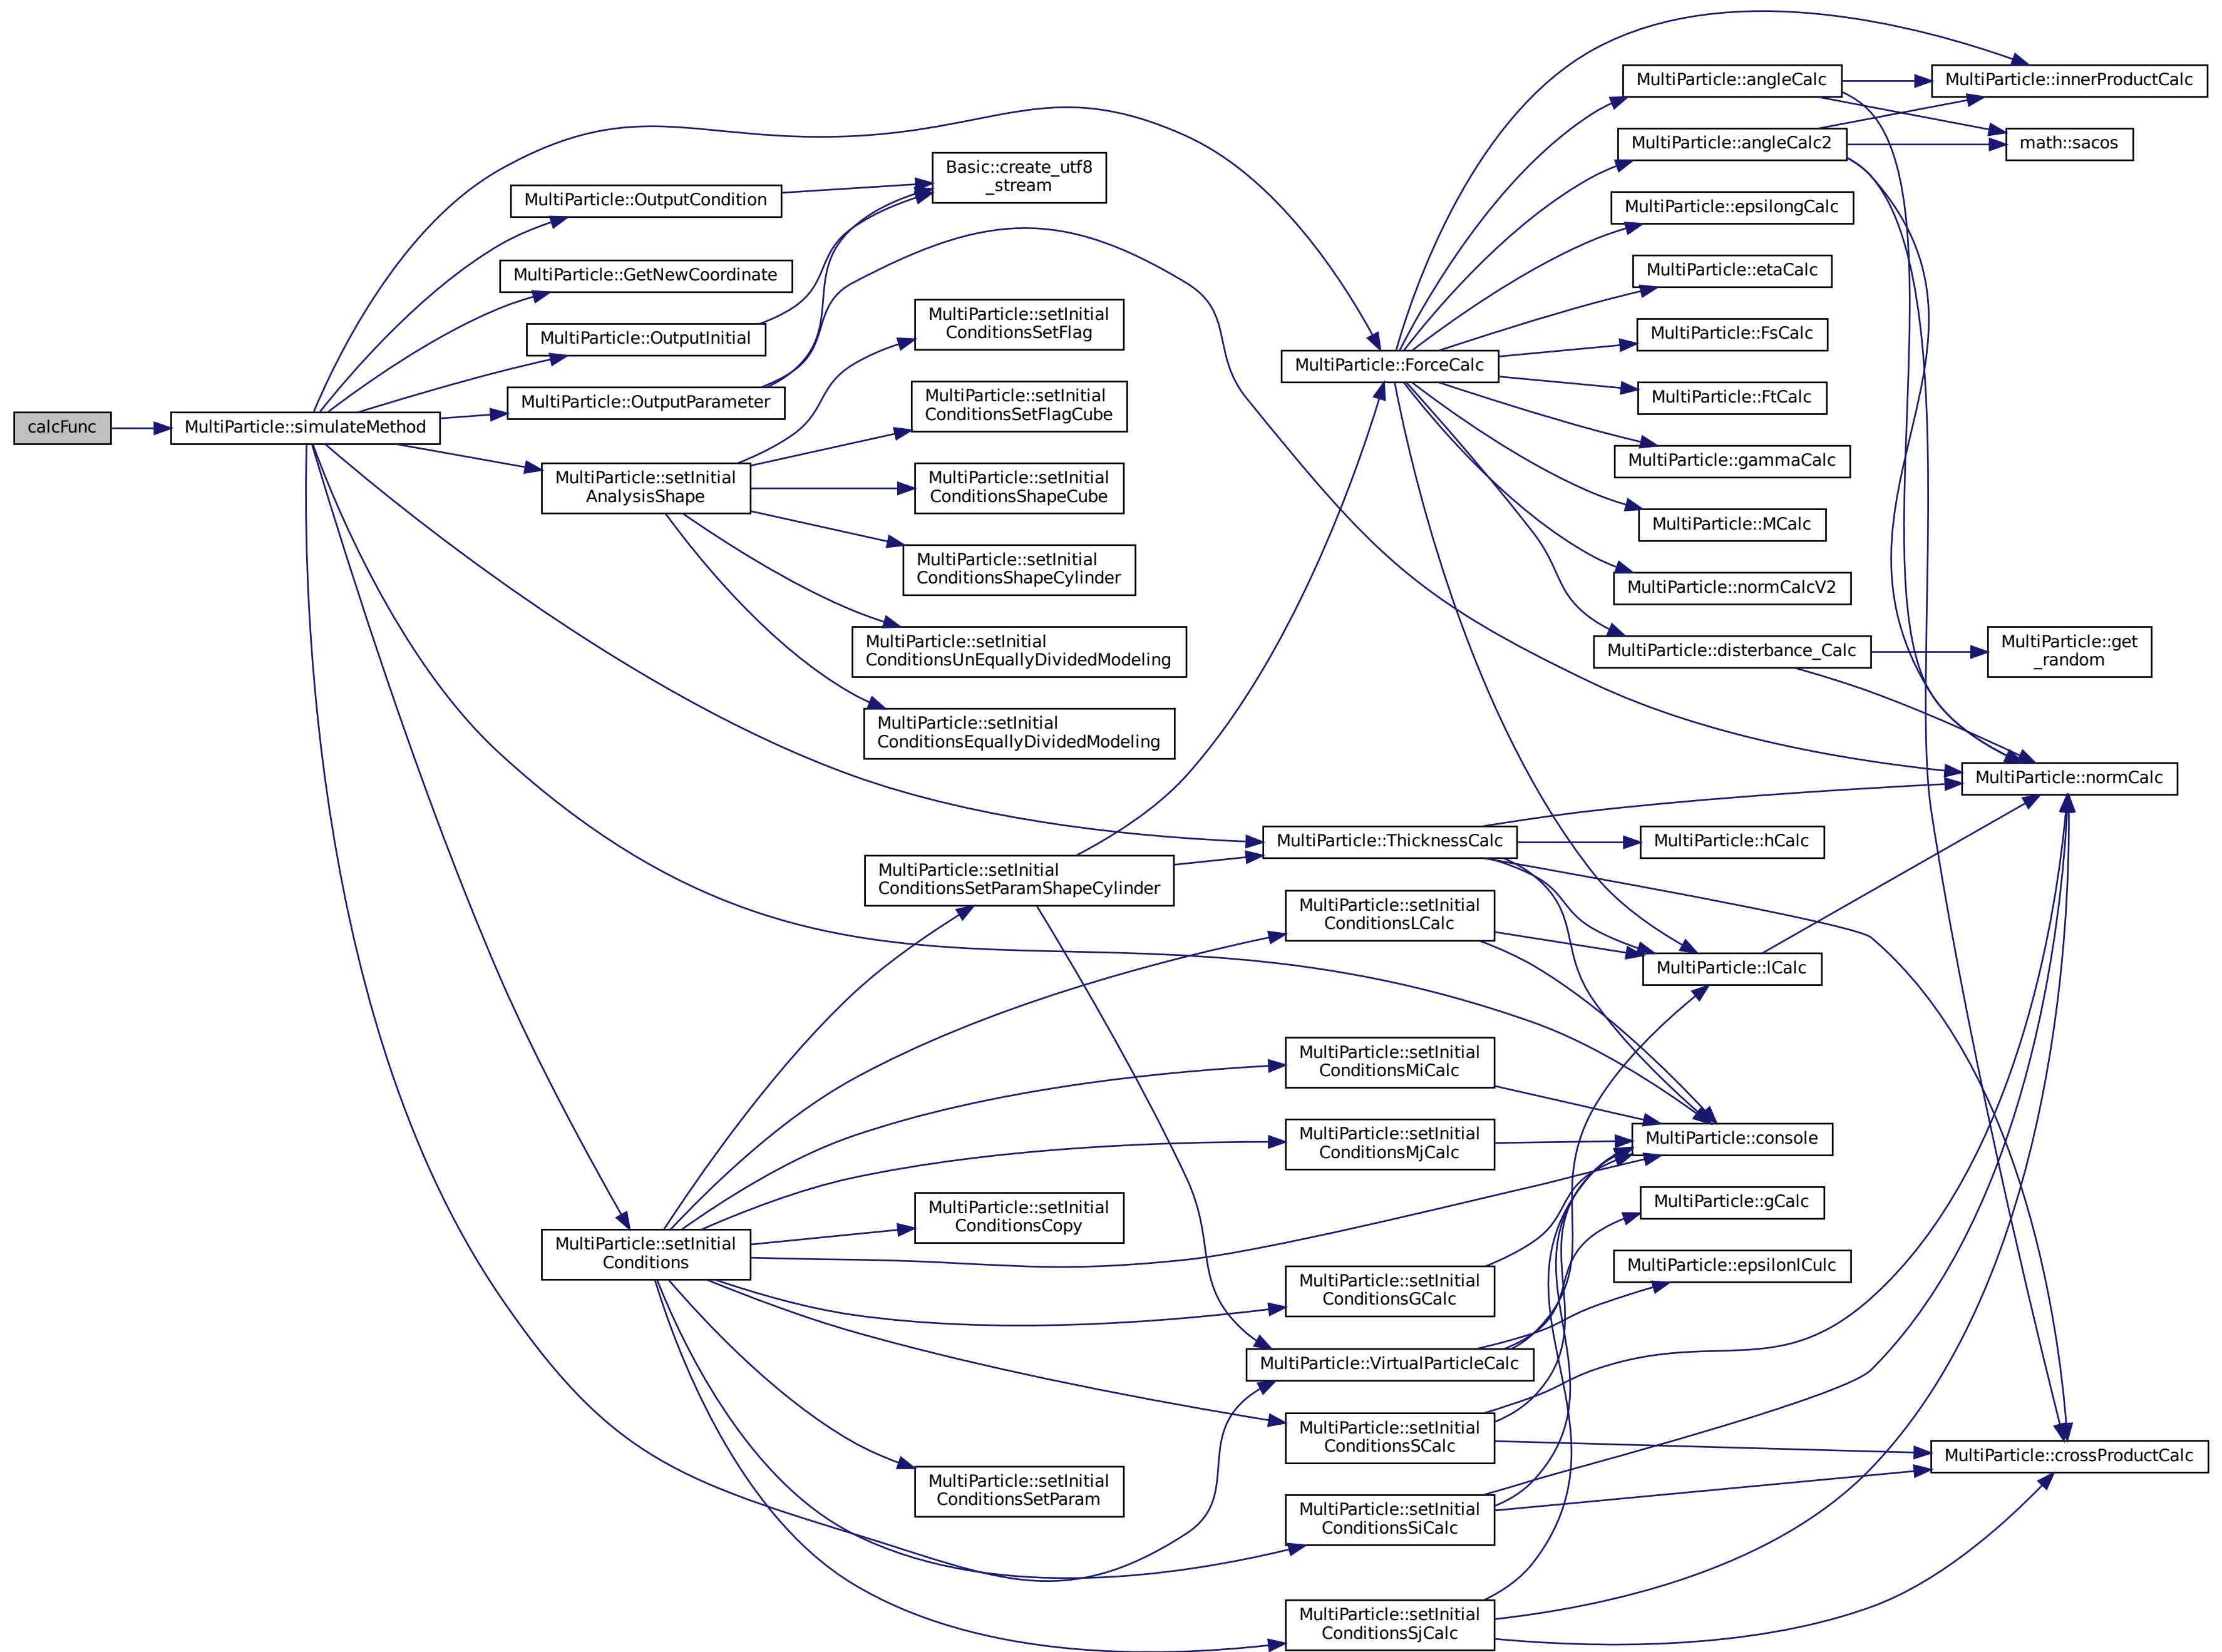 calcFunc
MultiParticle::simulateMethod
MultiParticle::OutputCondition
MultiParticle::GetNewCoordinate
MultiParticle::OutputInitial
MultiParticle::OutputParameter
MultiParticle::setInitial
AnalysisShape
MultiParticle::setInitial
Conditions
Basic::create_utf8
_stream
MultiParticle::setInitial
ConditionsSetFlag
MultiParticle::setInitial
ConditionsSetFlagCube
MultiParticle::setInitial
ConditionsShapeCube
MultiParticle::setInitial
ConditionsShapeCylinder
MultiParticle::setInitial
ConditionsUnEquallyDividedModeling
MultiParticle::setInitial
ConditionsEquallyDividedModeling
MultiParticle::setInitial
ConditionsSetParamShapeCylinder
MultiParticle::setInitial
ConditionsCopy
MultiParticle::setInitial
ConditionsSetParam
MultiParticle::ForceCalc
MultiParticle::ThicknessCalc
MultiParticle::setInitial
ConditionsLCalc
MultiParticle::setInitial
ConditionsMiCalc
MultiParticle::setInitial
ConditionsMjCalc
MultiParticle::setInitial
ConditionsGCalc
MultiParticle::VirtualParticleCalc
MultiParticle::setInitial
ConditionsSCalc
MultiParticle::setInitial
ConditionsSiCalc
MultiParticle::setInitial
ConditionsSjCalc
MultiParticle::angleCalc
MultiParticle::angleCalc2
MultiParticle::epsilongCalc
MultiParticle::etaCalc
MultiParticle::FsCalc
MultiParticle::FtCalc
MultiParticle::gammaCalc
MultiParticle::MCalc
MultiParticle::normCalcV2
MultiParticle::disterbance_Calc
MultiParticle::hCalc
MultiParticle::lCalc
MultiParticle::console
MultiParticle::gCalc
MultiParticle::epsilonlCulc
MultiParticle::innerProductCalc
math::sacos
MultiParticle::get
_random
MultiParticle::normCalc
MultiParticle::crossProductCalc